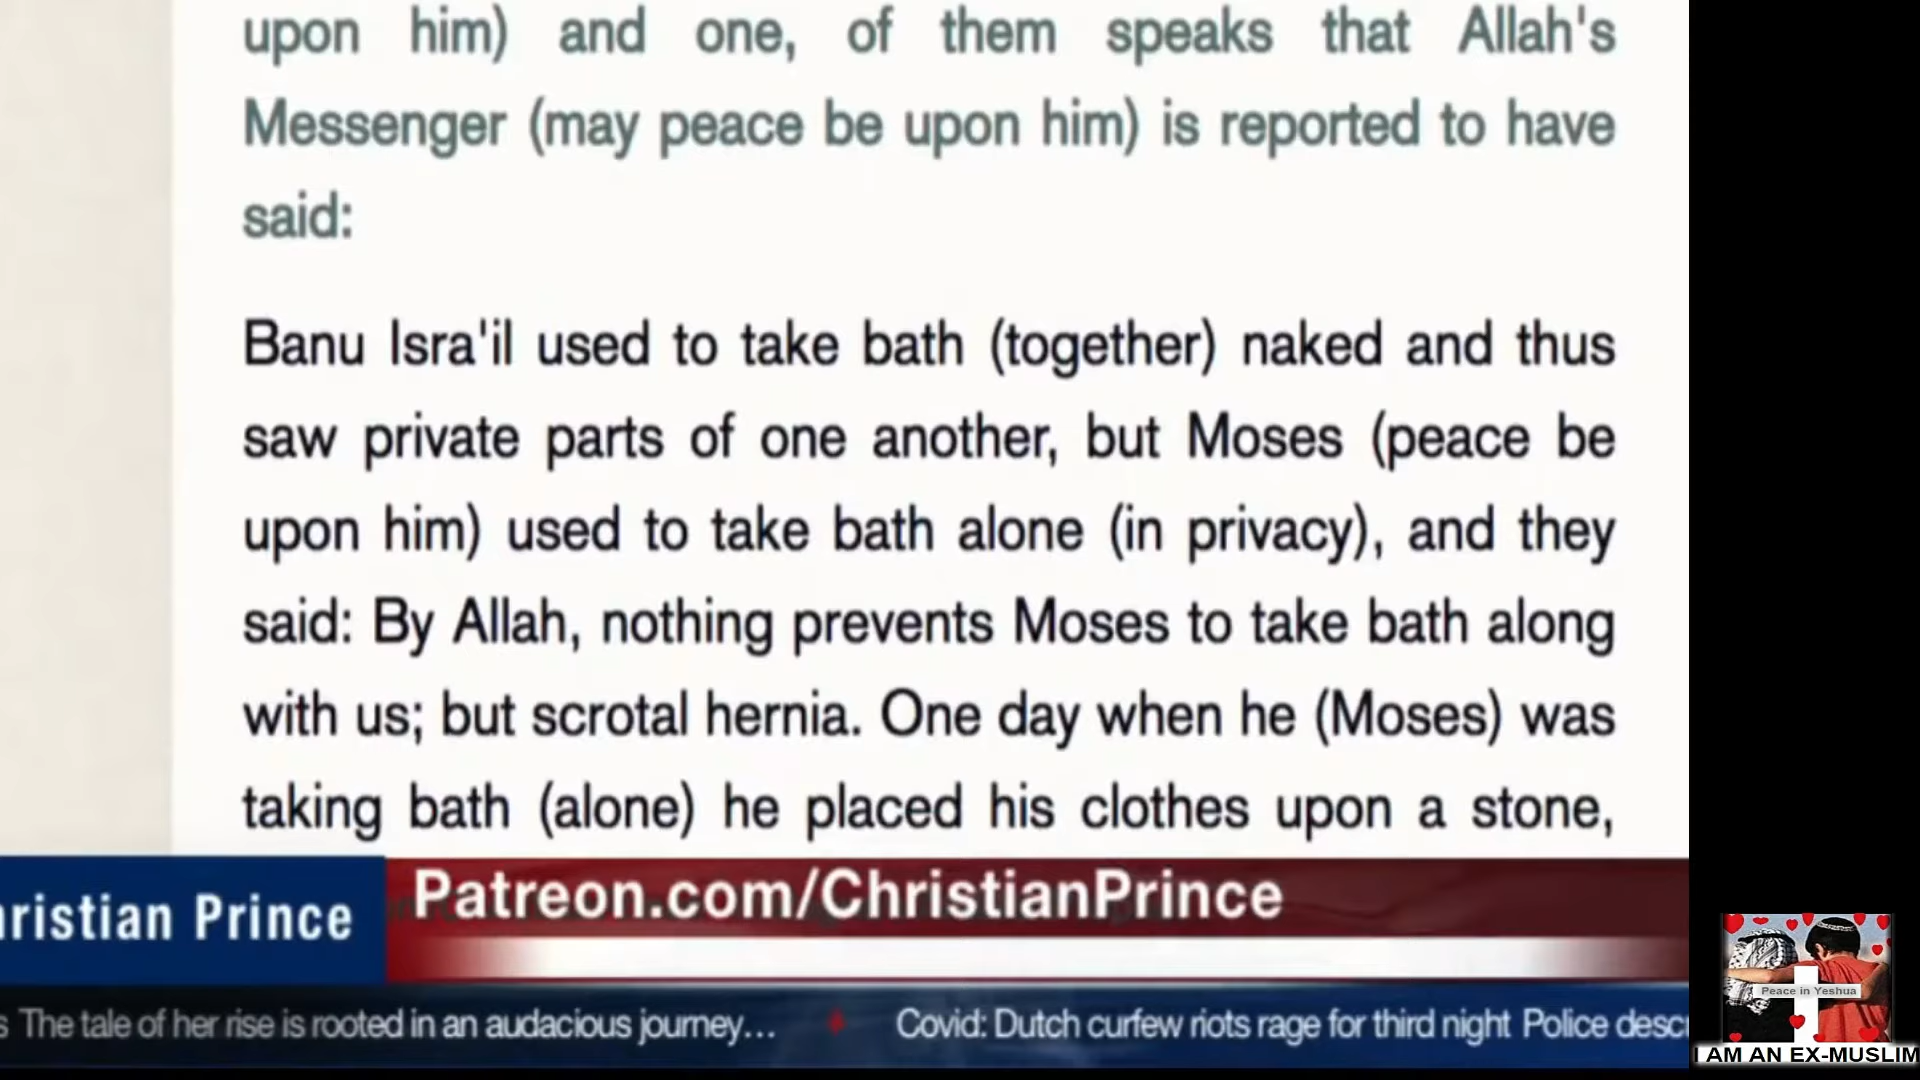 upon him) and one, of them speaks that Allah's
Messenger (may peace be upon him) is reported to have
said:
Banu Isra'il used to take bath (together) naked and thus
saw private parts of one another, but Moses (peace be
upon him) used to take bath alone (in privacy), and they
said: By Allah, nothing prevents Moses to take bath along
with us; but scrotal hernia. One day when he (Moses) was
taking bath (alone) he placed his clothes upon a stone,
ristian Prince
Patreon.com/ChristianPrince
s The tale of her rise is rooted in an audacious journey...
Covid: Dutch curfew riots rage for third night Police desc
Peace in Yeshua
I AM AN EX-MUSLIM